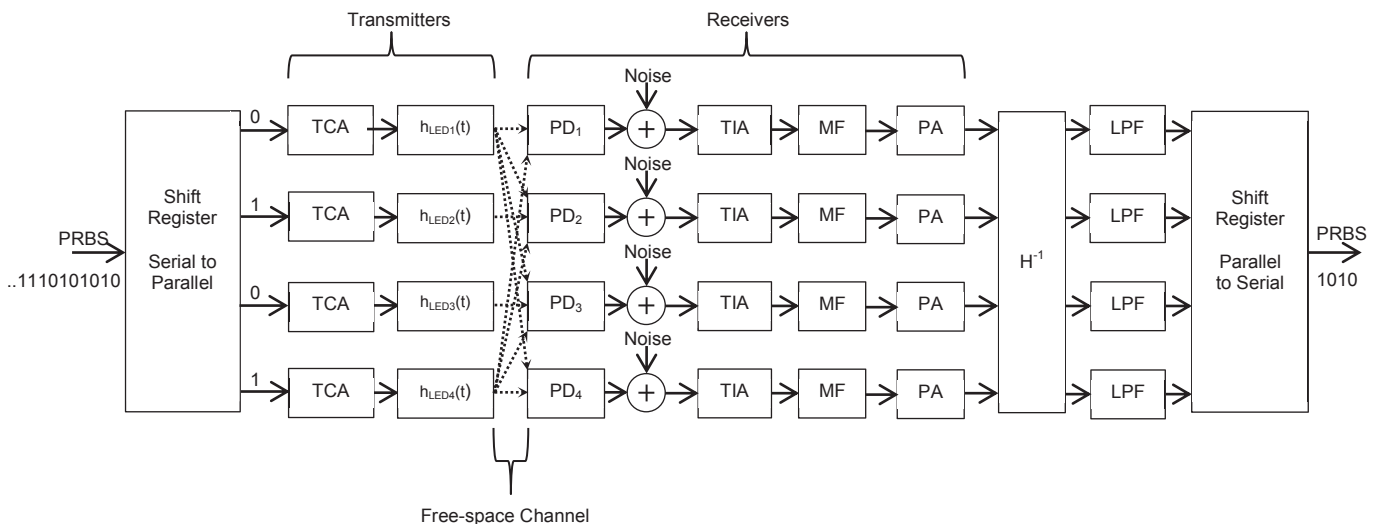 Transmitters
Receivers
Noise
0
TCA
hLED1(t)
PD1
+
TIA
MF
PA
LPF
Noise
1
TCA
hLED2(t)
PD2
+
TIA
MF
PA
LPF
Shift
Register
Serial to
Parallel
PRBS
..1110101010
H-1
Shift
Register
Parallel
to Serial
PRBS
1010
Noise
0
TCA
hLED3(t)
PD3
+
TIA
MF
PA
LPF
Noise
1
TCA
hLED4(t)
PD4
+
TIA
MF
PA
LPF
Free-space Channel